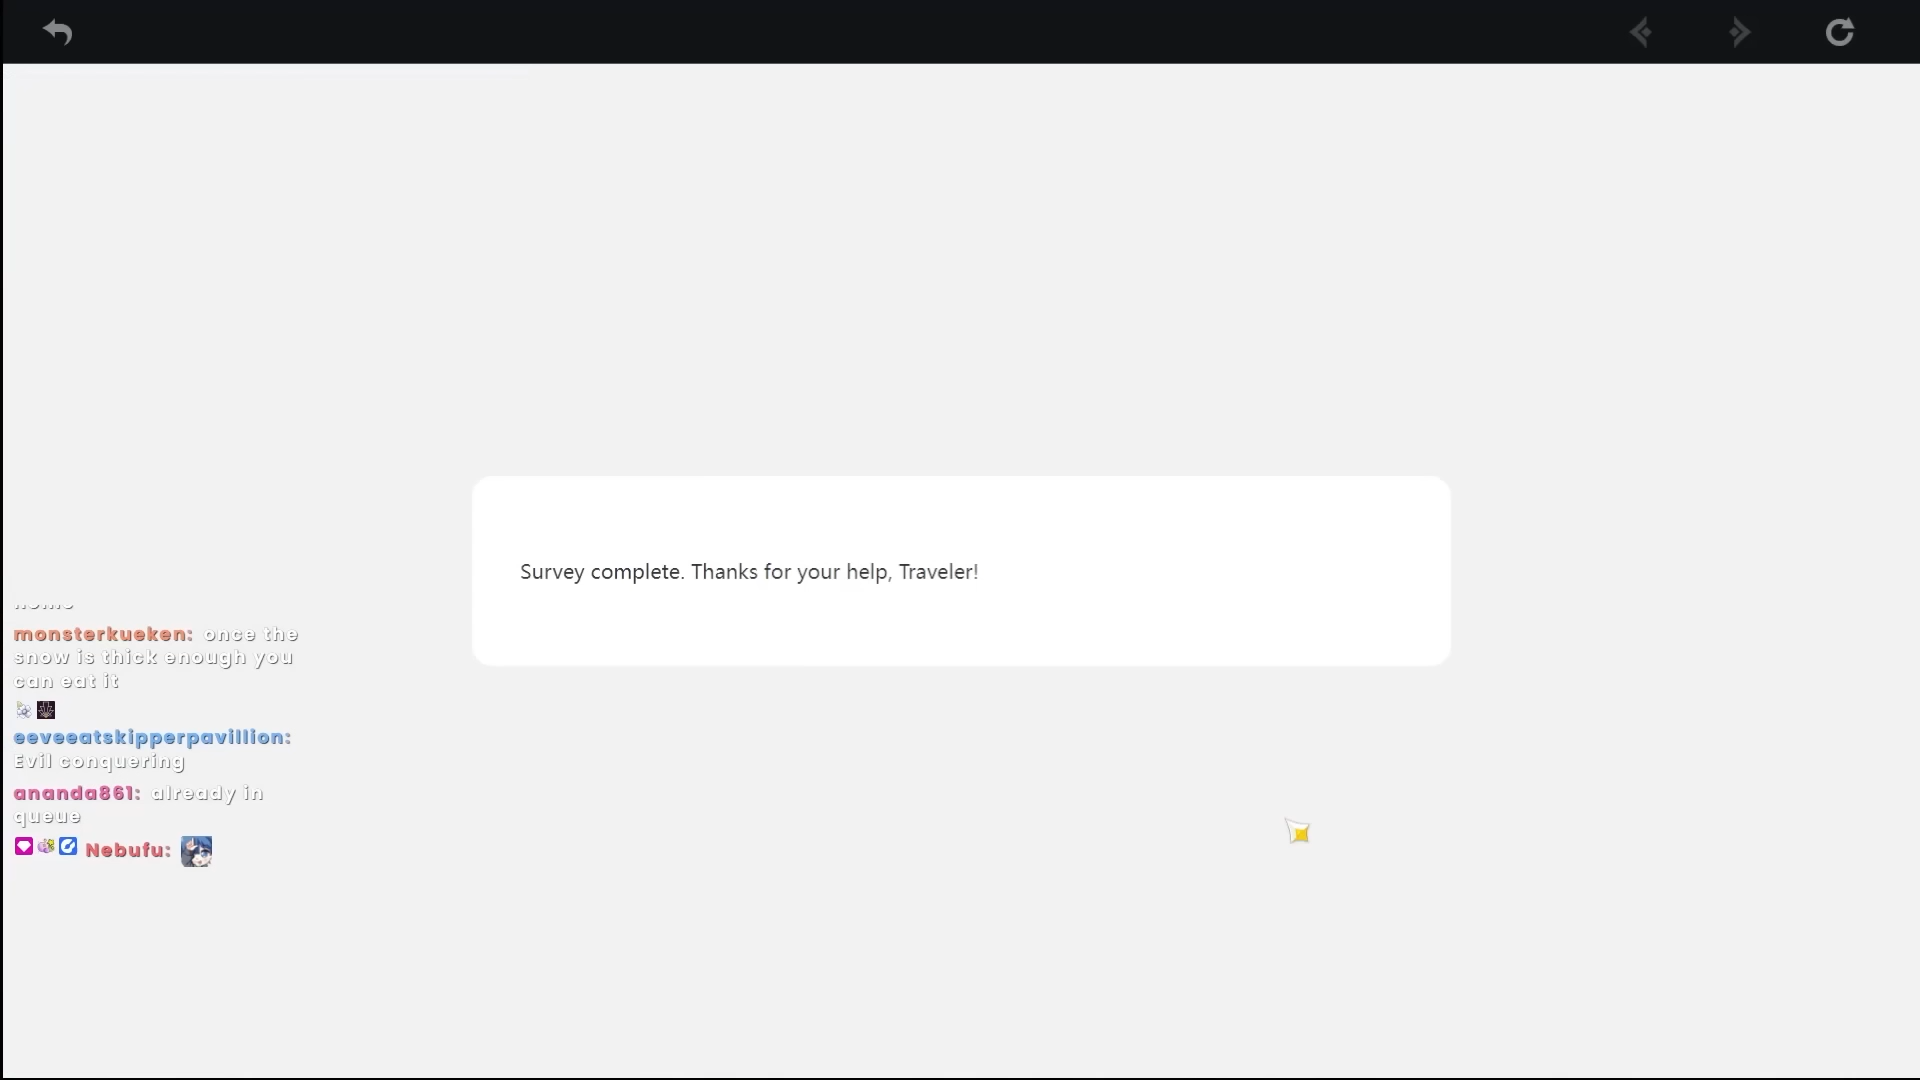 Survey complete. Thanks for your help, Traveler!
monsterkueken: once the
snow is thick enough you
can eat it
eeveeatskipperpavillion:
Evil conquering
ananda861: already in
queue
Nebufu: